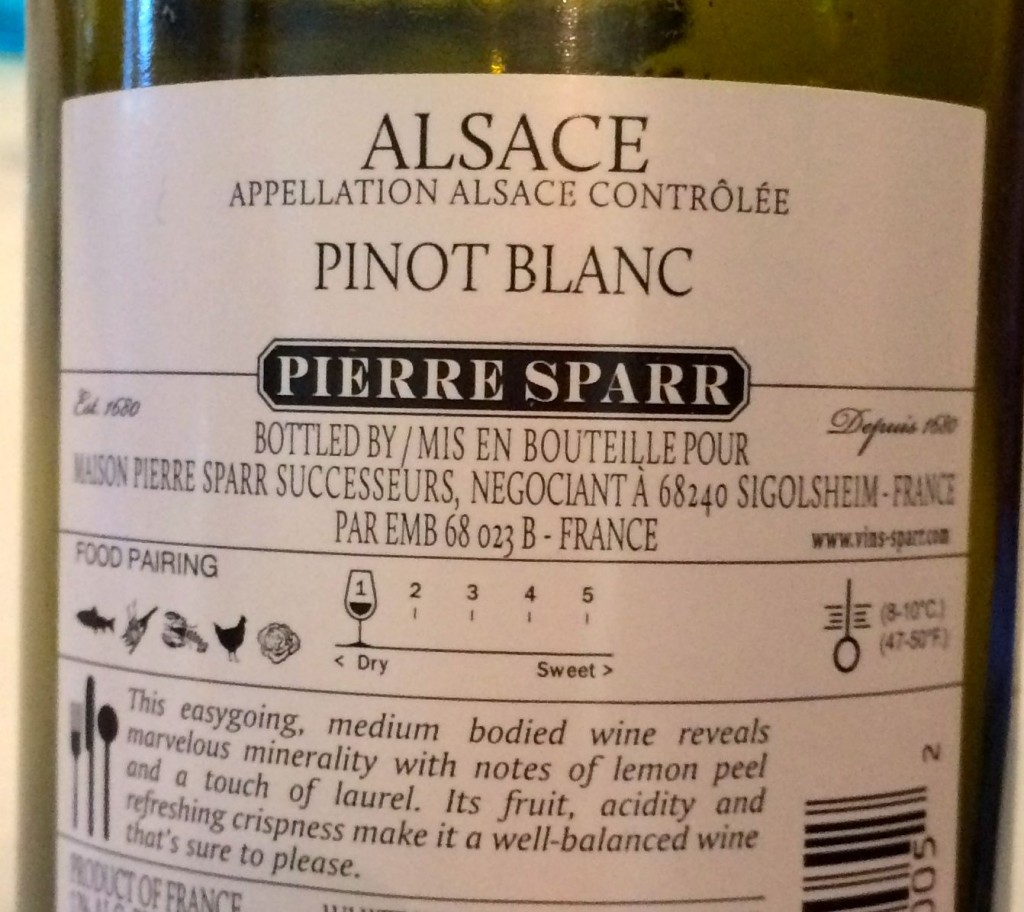 ALSACE
APPELLATION ALSACE CONTRÔLÉE
PINOT BLANC
PIERRE SPARR
Est. 1680
Depuis 1680
BOTTLED BY / MIS EN BOUTEILLE POUR
MAISON PIERRE SPARR SUCCESSEURS, NEGOCIANT À 68240 SIGOLSHEIM - FRANCE
PAR EMB 68 023 B - FRANCE
www.vins-sparr.com
FOOD PAIRING
1 2 3 4 5
< Dry Sweet >
(8-10°C.)
(47-50°F.)
This easygoing, medium bodied wine reveals
marvelous minerality with notes of lemon peel
and a touch of laurel. Its fruit, acidity and
refreshing crispness make it a well-balanced wine
that's sure to please.
PRODUCT OF FRANCE
2
005